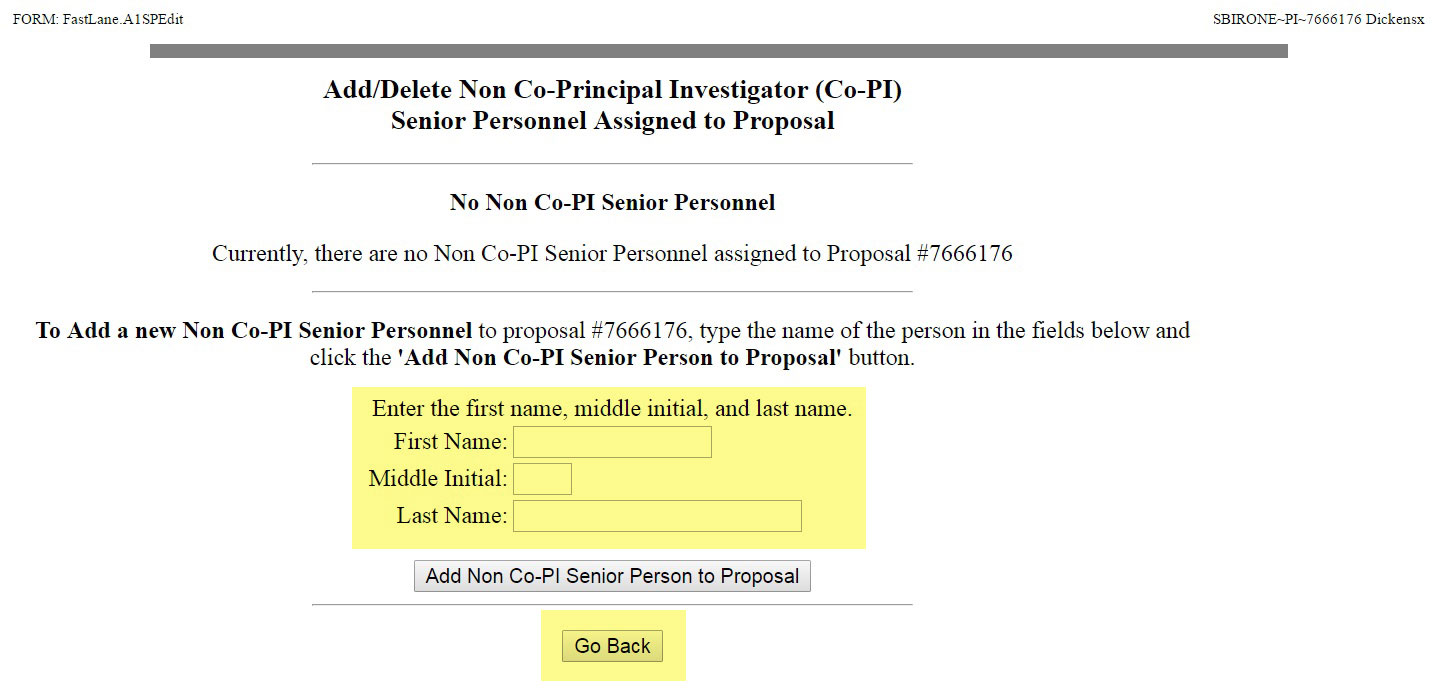 FORM: FastLane.A1SPEdit
SBIRONE~PI~7666176 Dickensx
Add/Delete Non Co-Principal Investigator (Co-PI)
Senior Personnel Assigned to Proposal
No Non Co-PI Senior Personnel
Currently, there are no Non Co-PI Senior Personnel assigned to Proposal #7666176
To Add a new Non Co-PI Senior Personnel to proposal #7666176, type the name of the person in the fields below and
click the 'Add Non Co-PI Senior Person to Proposal' button.
Enter the first name, middle initial, and last name.
First Name:
Middle Initial:
Last Name:
Add Non Co-PI Senior Person to Proposal
Go Back